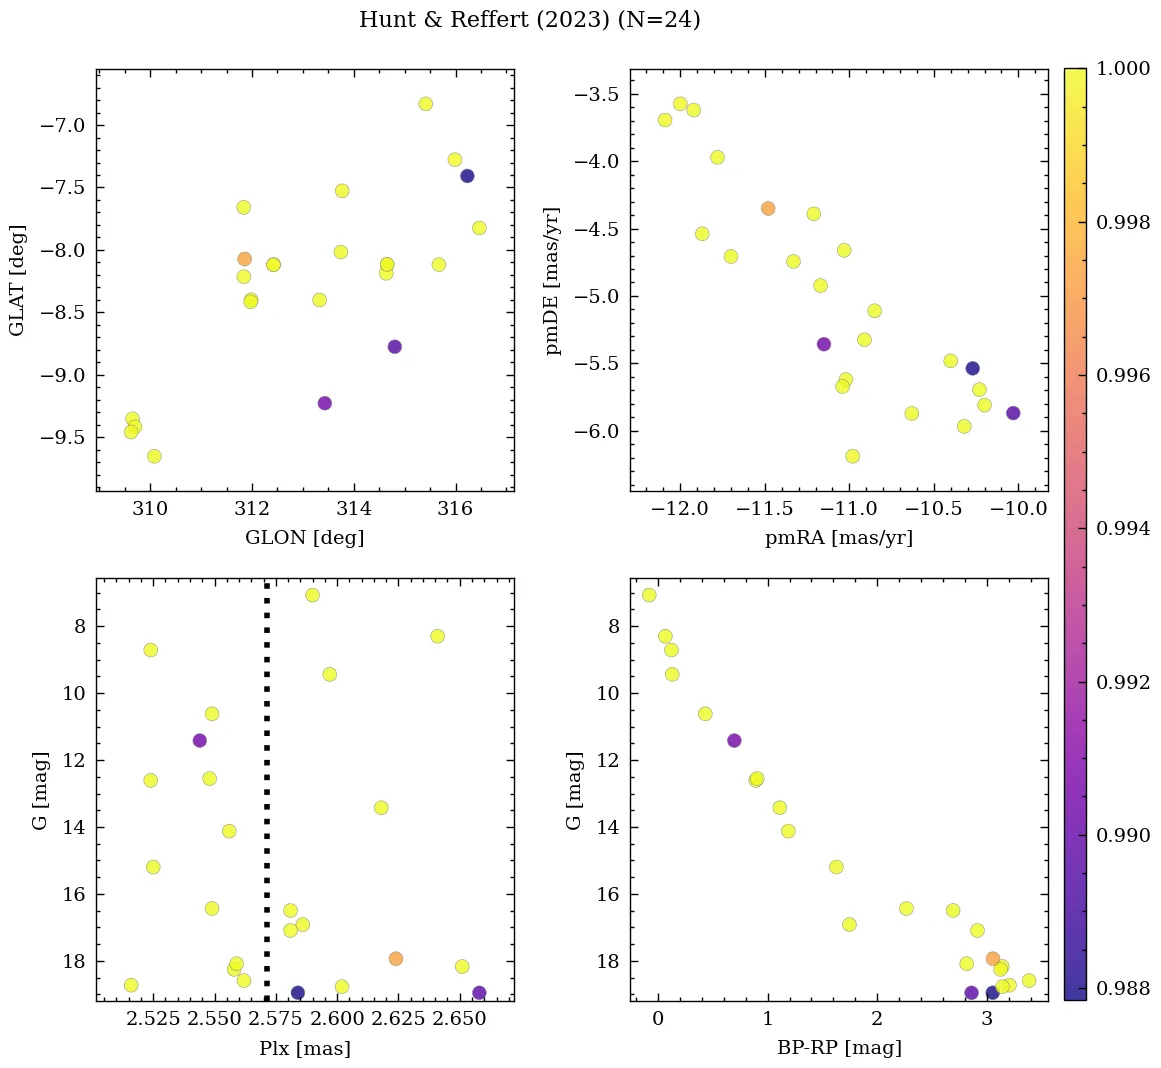 Hunt & Reffert (2023) (N=24)
−7.0
−7.5
−8.0
−8.5
−9.0
−9.5
GLAT [deg]
310 312 314 316
GLON [deg]
−3.5
−4.0
−4.5
−5.0
−5.5
−6.0
pmDE [mas/yr]
−12.0 −11.5 −11.0 −10.5 −10.0
pmRA [mas/yr]
8
10
12
14
16
18
G [mag]
2.525 2.550 2.575 2.600 2.625 2.650
Plx [mas]
8
10
12
14
16
18
G [mag]
0 1 2 3
BP-RP [mag]
1.000
0.998
0.996
0.994
0.992
0.990
0.988